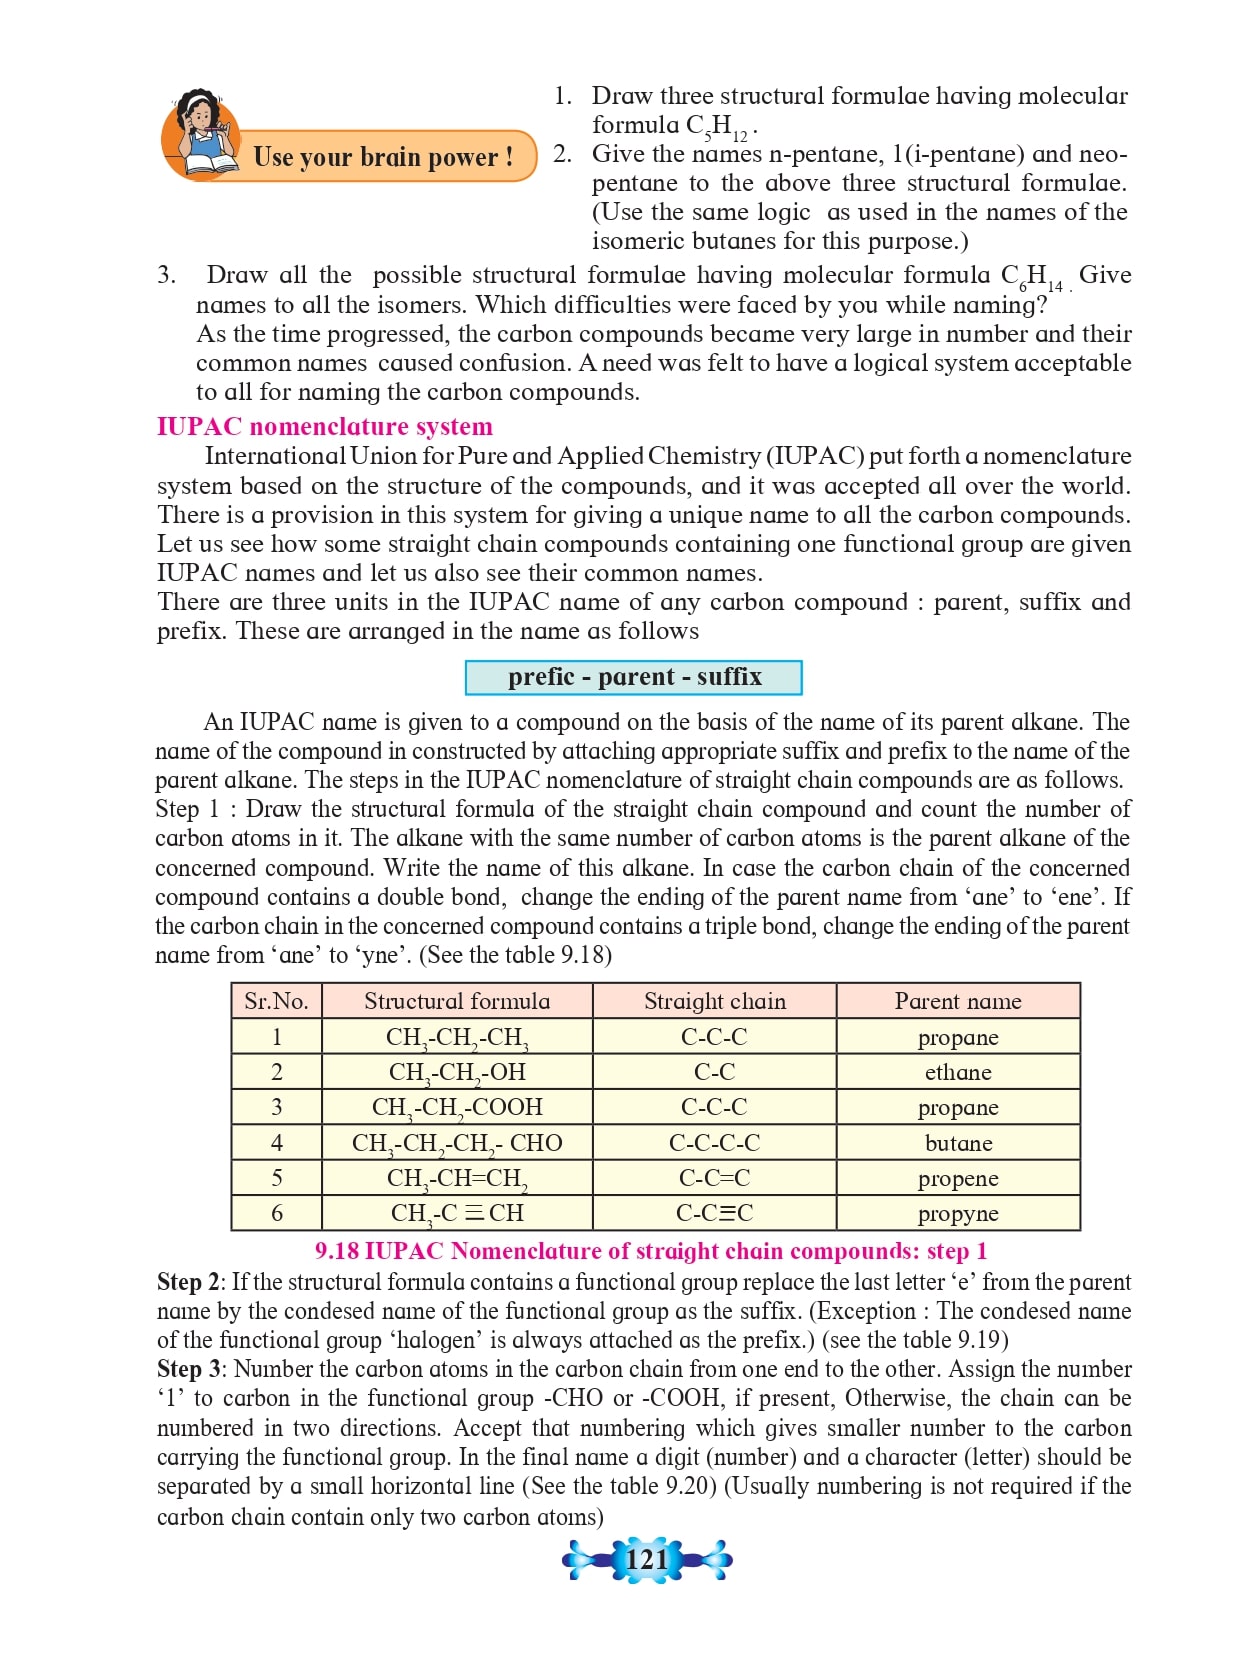 Use your brain power !
1. Draw three structural formulae having molecular
formula C5H12 .
2. Give the names n-pentane, 1(i-pentane) and neo-
pentane to the above three structural formulae.
(Use the same logic as used in the names of the
isomeric butanes for this purpose.)
3. Draw all the possible structural formulae having molecular formula C6H14 . Give
names to all the isomers. Which difficulties were faced by you while naming?
As the time progressed, the carbon compounds became very large in number and their
common names caused confusion. A need was felt to have a logical system acceptable
to all for naming the carbon compounds.
IUPAC nomenclature system
International Union for Pure and Applied Chemistry (IUPAC) put forth a nomenclature
system based on the structure of the compounds, and it was accepted all over the world.
There is a provision in this system for giving a unique name to all the carbon compounds.
Let us see how some straight chain compounds containing one functional group are given
IUPAC names and let us also see their common names.
There are three units in the IUPAC name of any carbon compound : parent, suffix and
prefix. These are arranged in the name as follows
prefic - parent - suffix
An IUPAC name is given to a compound on the basis of the name of its parent alkane. The
name of the compound in constructed by attaching appropriate suffix and prefix to the name of the
parent alkane. The steps in the IUPAC nomenclature of straight chain compounds are as follows.
Step 1 : Draw the structural formula of the straight chain compound and count the number of
carbon atoms in it. The alkane with the same number of carbon atoms is the parent alkane of the
concerned compound. Write the name of this alkane. In case the carbon chain of the concerned
compound contains a double bond, change the ending of the parent name from ‘ane’ to ‘ene’. If
the carbon chain in the concerned compound contains a triple bond, change the ending of the parent
name from ‘ane’ to ‘yne’. (See the table 9.18)
Sr.No. Structural formula Straight chain Parent name
1 CH3-CH2-CH3 C-C-C propane
2 CH3-CH2-OH C-C ethane
3 CH3-CH2-COOH C-C-C propane
4 CH3-CH2-CH2- CHO C-C-C-C butane
5 CH3-CH=CH2 C-C=C propene
6 CH3-C ≡ CH C-C≡C propyne
9.18 IUPAC Nomenclature of straight chain compounds: step 1
Step 2: If the structural formula contains a functional group replace the last letter ‘e’ from the parent
name by the condesed name of the functional group as the suffix. (Exception : The condesed name
of the functional group ‘halogen’ is always attached as the prefix.) (see the table 9.19)
Step 3: Number the carbon atoms in the carbon chain from one end to the other. Assign the number
‘1’ to carbon in the functional group -CHO or -COOH, if present, Otherwise, the chain can be
numbered in two directions. Accept that numbering which gives smaller number to the carbon
carrying the functional group. In the final name a digit (number) and a character (letter) should be
separated by a small horizontal line (See the table 9.20) (Usually numbering is not required if the
carbon chain contain only two carbon atoms)
121